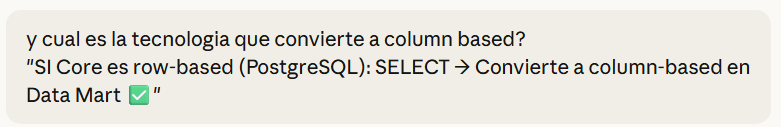 y cual es la tecnologia que convierte a column based?
"SI Core es row-based (PostgreSQL): SELECT → Convierte a column-based en
Data Mart ✅"